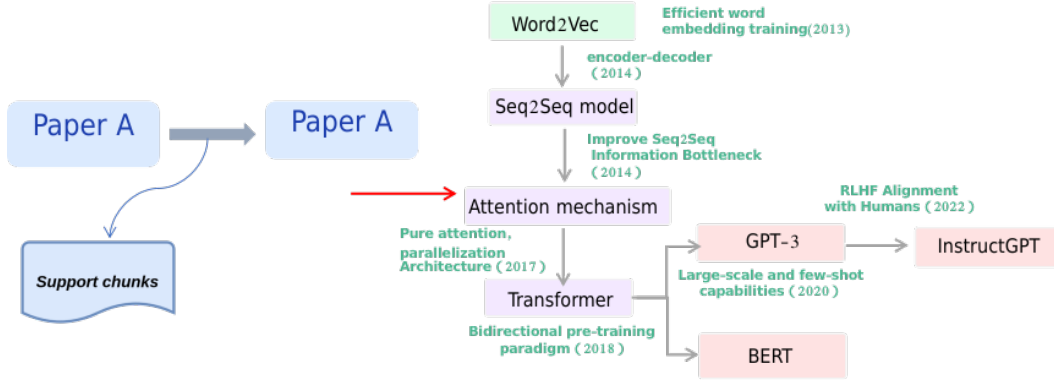 Paper A
Paper A
Support chunks
Word2Vec
Efficient word
embedding training(2013)
encoder-decoder
(2014)
Seq2Seq model
Improve Seq2Seq
Information Bottleneck
(2014)
Attention mechanism
Pure attention,
parallelization
Architecture(2017)
Transformer
Bidirectional pre-training
paradigm(2018)
GPT-3
Large-scale and few-shot
capabilities(2020)
RLHF Alignment
with Humans(2022)
InstructGPT
BERT